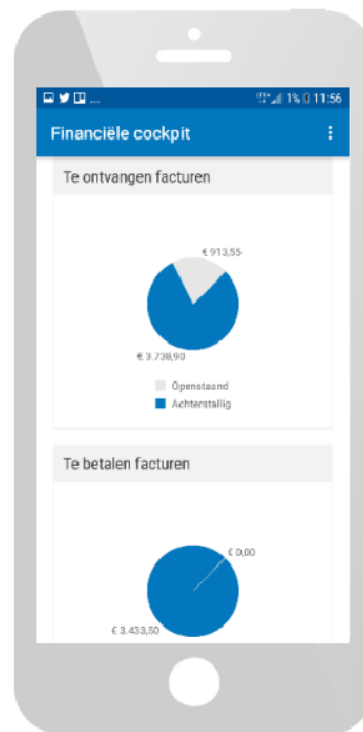 1% 11:56
Financiële cockpit
Te ontvangen facturen
€ 913,55-
€ 3.738,90
Openstaand
Achterstallig
Te betalen facturen
€ 0,00
€ 3.433,50